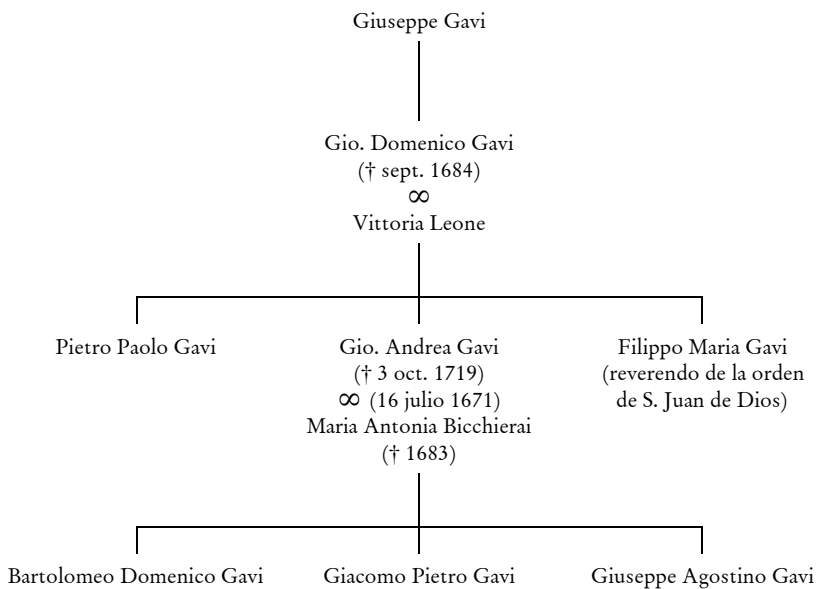 Giuseppe Gavi
Gio. Domenico Gavi
(† sept. 1684)
∞
Vittoria Leone
Pietro Paolo Gavi
Gio. Andrea Gavi
(† 3 oct. 1719)
∞ (16 julio 1671)
Maria Antonia Bicchierai
(† 1683)
Filippo Maria Gavi
(reverendo de la orden
de S. Juan de Dios)
Bartolomeo Domenico Gavi
Giacomo Pietro Gavi
Giuseppe Agostino Gavi